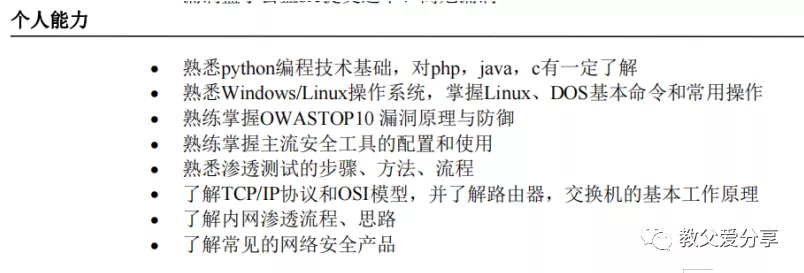 个人能力
• 熟悉python编程技术基础，对php，java，c有一定了解
• 熟悉Windows/Linux操作系统，掌握Linux、DOS基本命令和常用操作
• 熟练掌握OWASTOP10 漏洞原理与防御
• 熟练掌握主流安全工具的配置和使用
• 熟悉渗透测试的步骤、方法、流程
• 了解TCP/IP协议和OSI模型，并了解路由器，交换机的基本工作原理
• 了解内网渗透流程、思路
• 了解常见的网络安全产品
教父爱分享